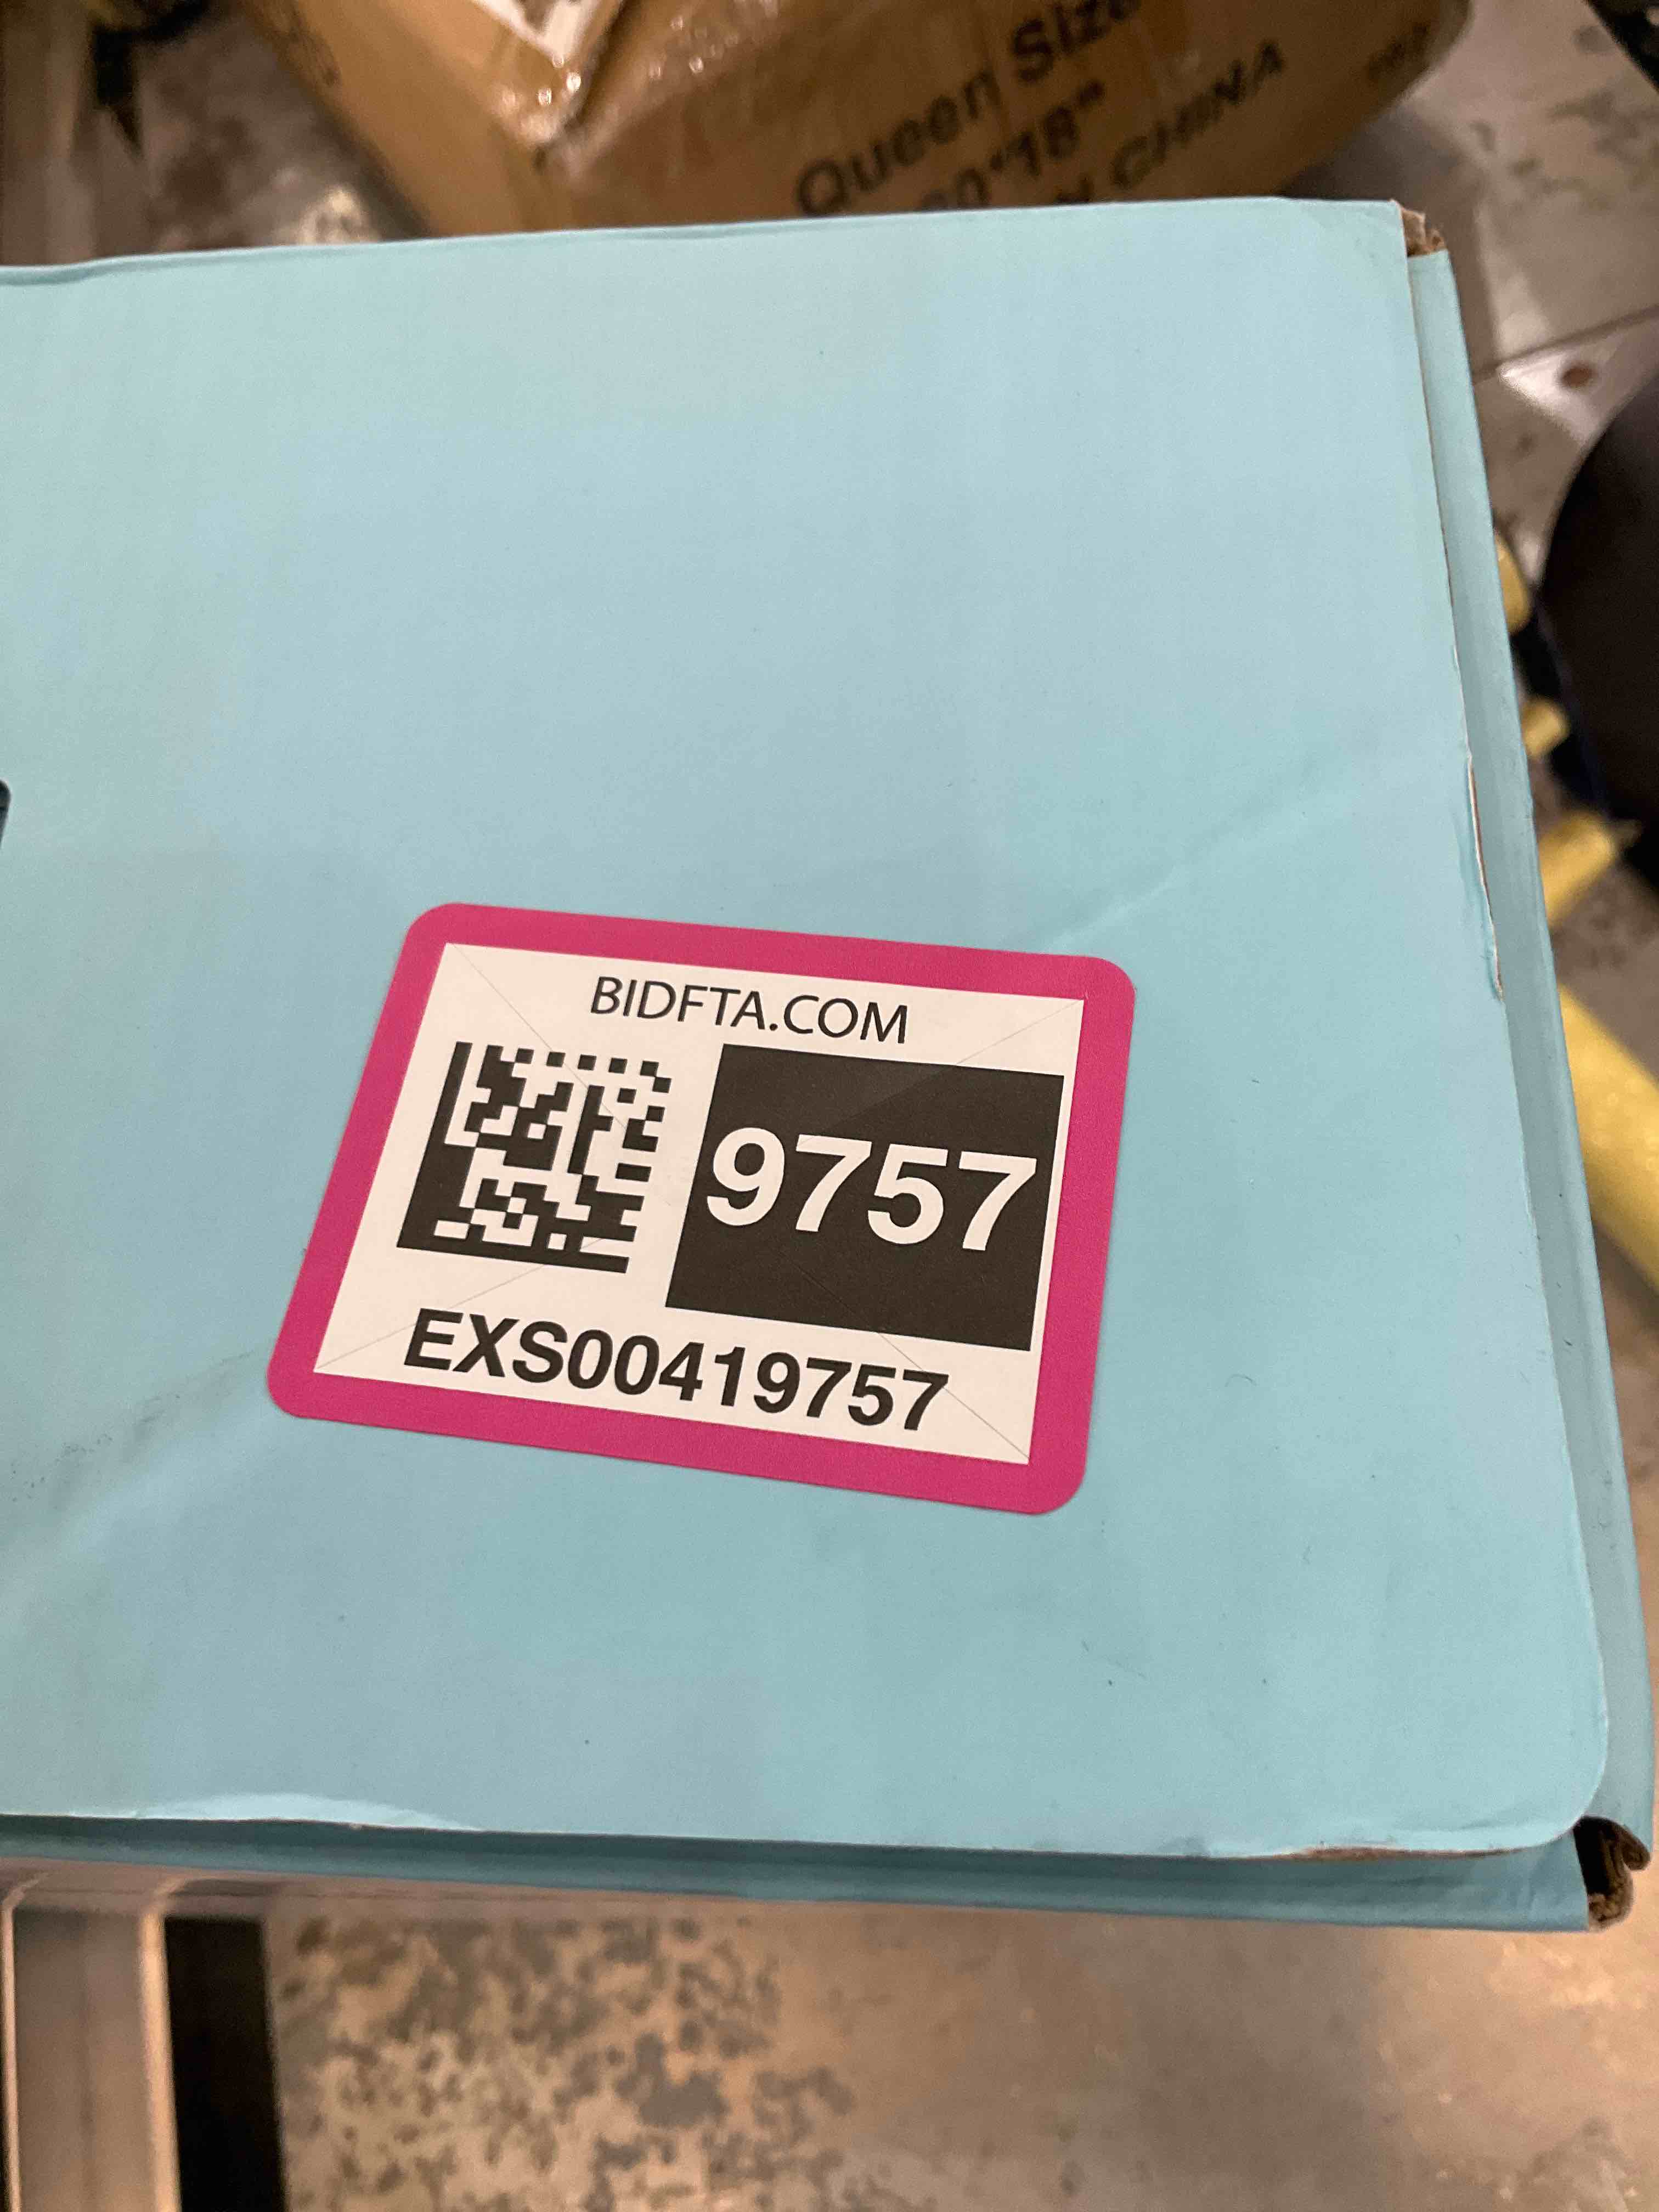 Queen Size
CHINA
BIDFTA.COM
9757
EXS00419757